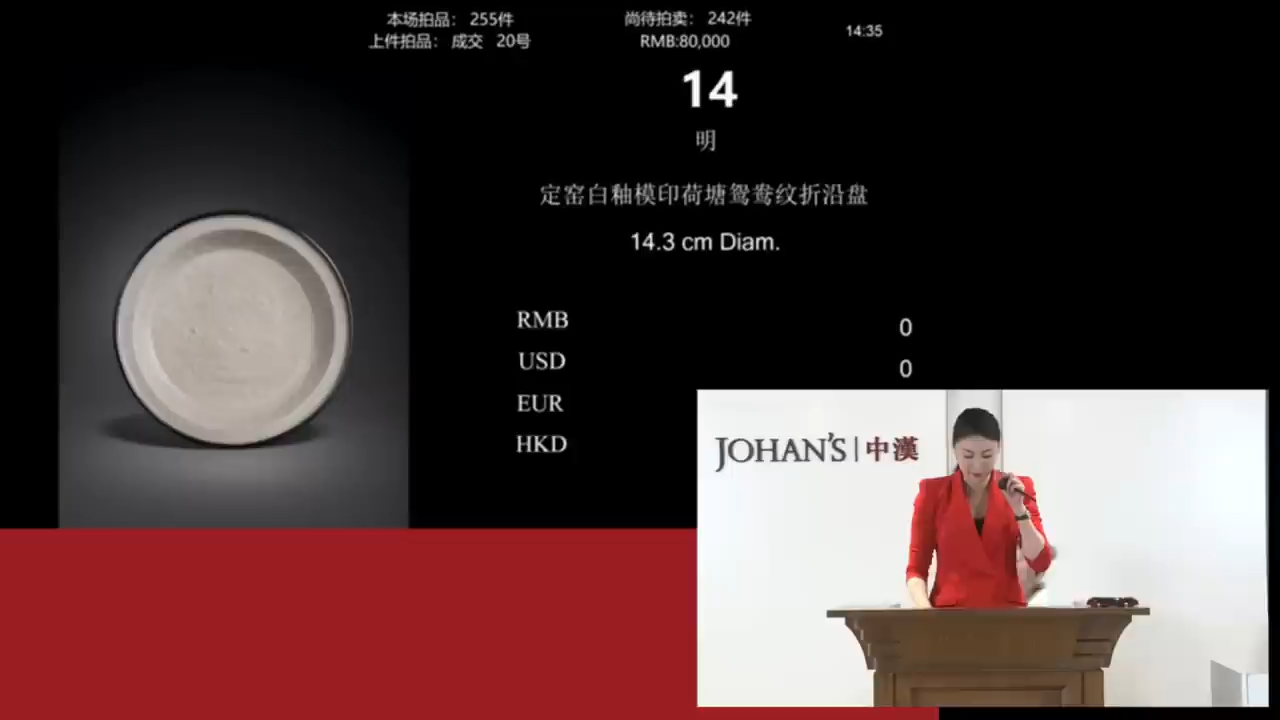 本场拍品： 255件
尚待拍卖： 242件
上件拍品： 成交 20号
RMB:80,000
14:35
14
明
定窑白釉模印荷塘鸳鸯纹折沿盘
14.3 cm Diam.
RMB 0
USD 0
EUR
HKD
JOHAN'S | 中漢